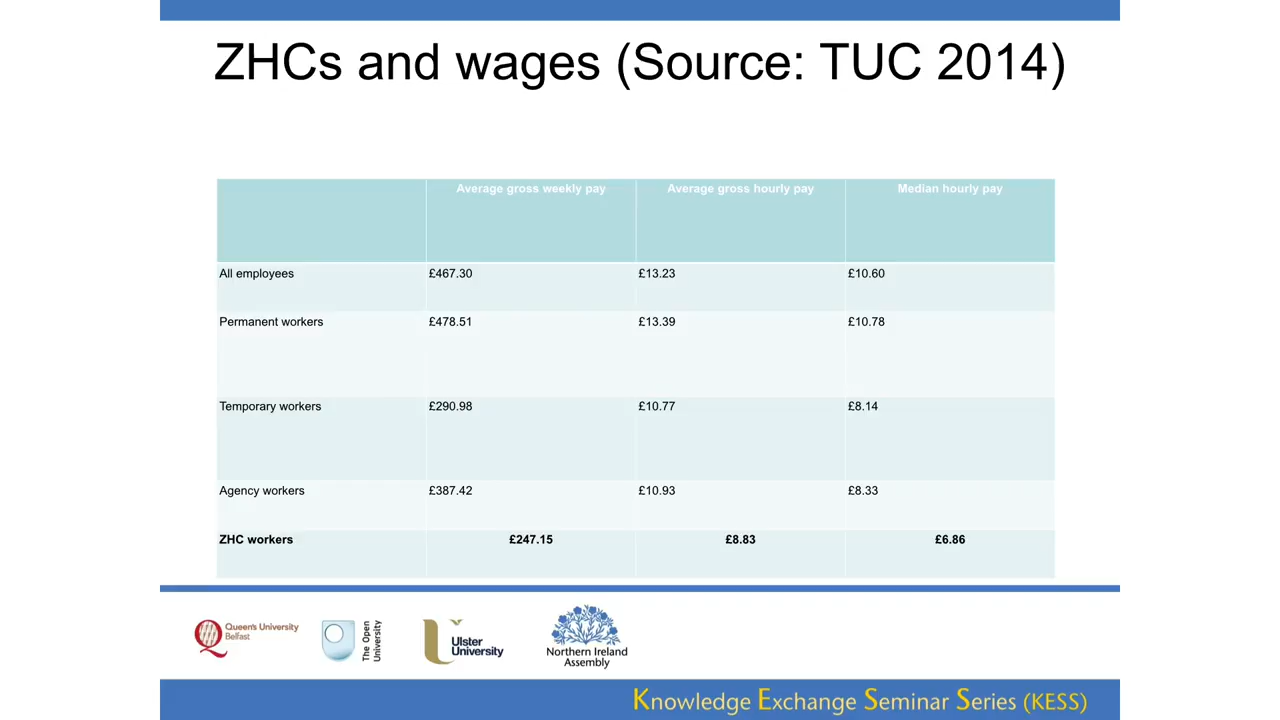 ZHCs and wages (Source: TUC 2014)
Average gross weekly pay Average gross hourly pay Median hourly pay
All employees £467.30 £13.23 £10.60
Permanent workers £478.51 £13.39 £10.78
Temporary workers £290.98 £10.77 £8.14
Agency workers £387.42 £10.93 £8.33
ZHC workers £247.15 £8.83 £6.86
Queen's University
Belfast
The Open
University
Ulster
University
Northern Ireland
Assembly
Knowledge Exchange Seminar Series (KESS)